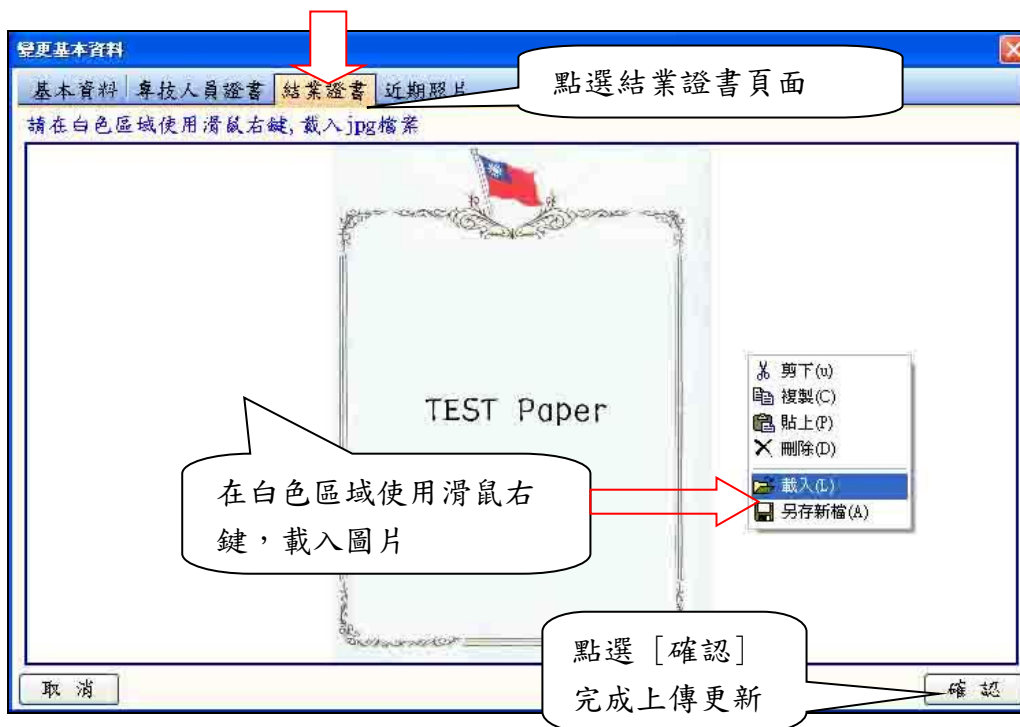 變更基本資料
點選結業證書頁面
基本資料 專技人員證書 結業證書 近期照片
請在白色區域使用滑鼠右鍵,載入jpg檔案
TEST Paper
剪下(u)
複製(C)
貼上(P)
刪除(D)
載入(L)
另存新檔(A)
在白色區域使用滑鼠右
鍵，載入圖片
點選［確認］
完成上傳更新
取 消
確 認